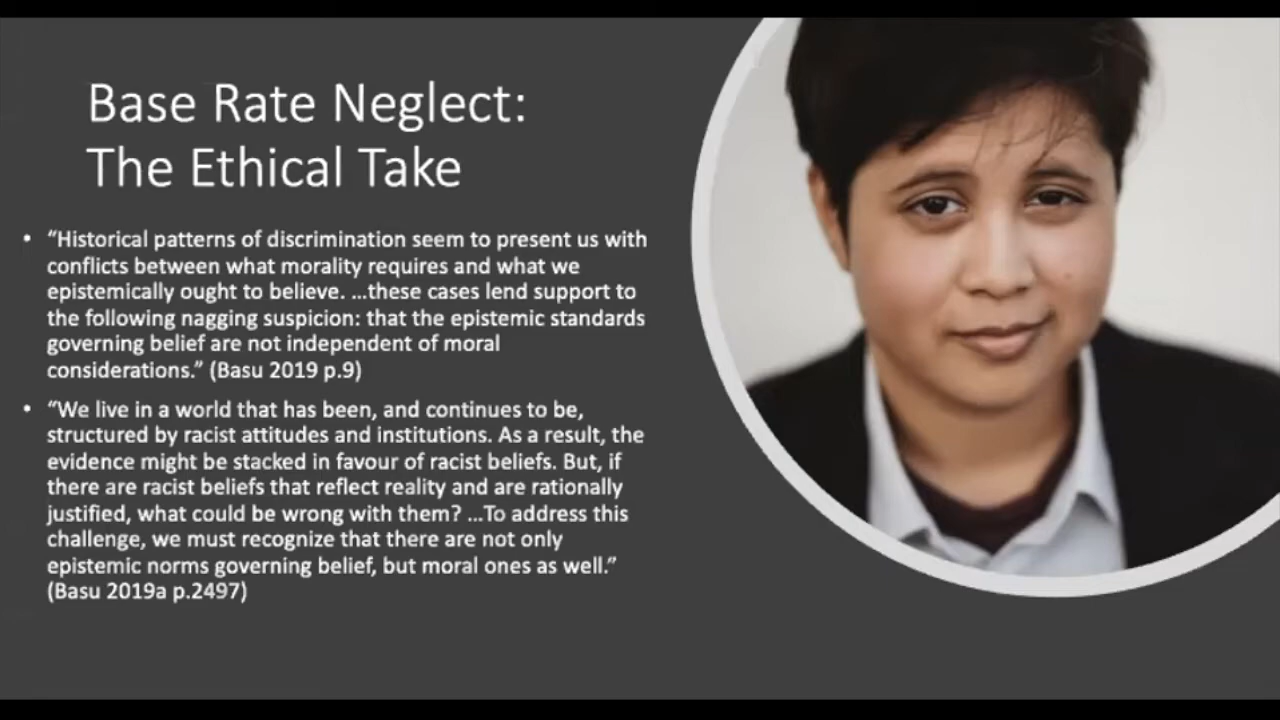 Base Rate Neglect:
The Ethical Take
• “Historical patterns of discrimination seem to present us with
conflicts between what morality requires and what we
epistemically ought to believe. ...these cases lend support to
the following nagging suspicion: that the epistemic standards
governing belief are not independent of moral
considerations.” (Basu 2019 p.9)
• “We live in a world that has been, and continues to be,
structured by racist attitudes and institutions. As a result, the
evidence might be stacked in favour of racist beliefs. But, if
there are racist beliefs that reflect reality and are rationally
justified, what could be wrong with them? ...To address this
challenge, we must recognize that there are not only
epistemic norms governing belief, but moral ones as well.”
(Basu 2019a p.2497)